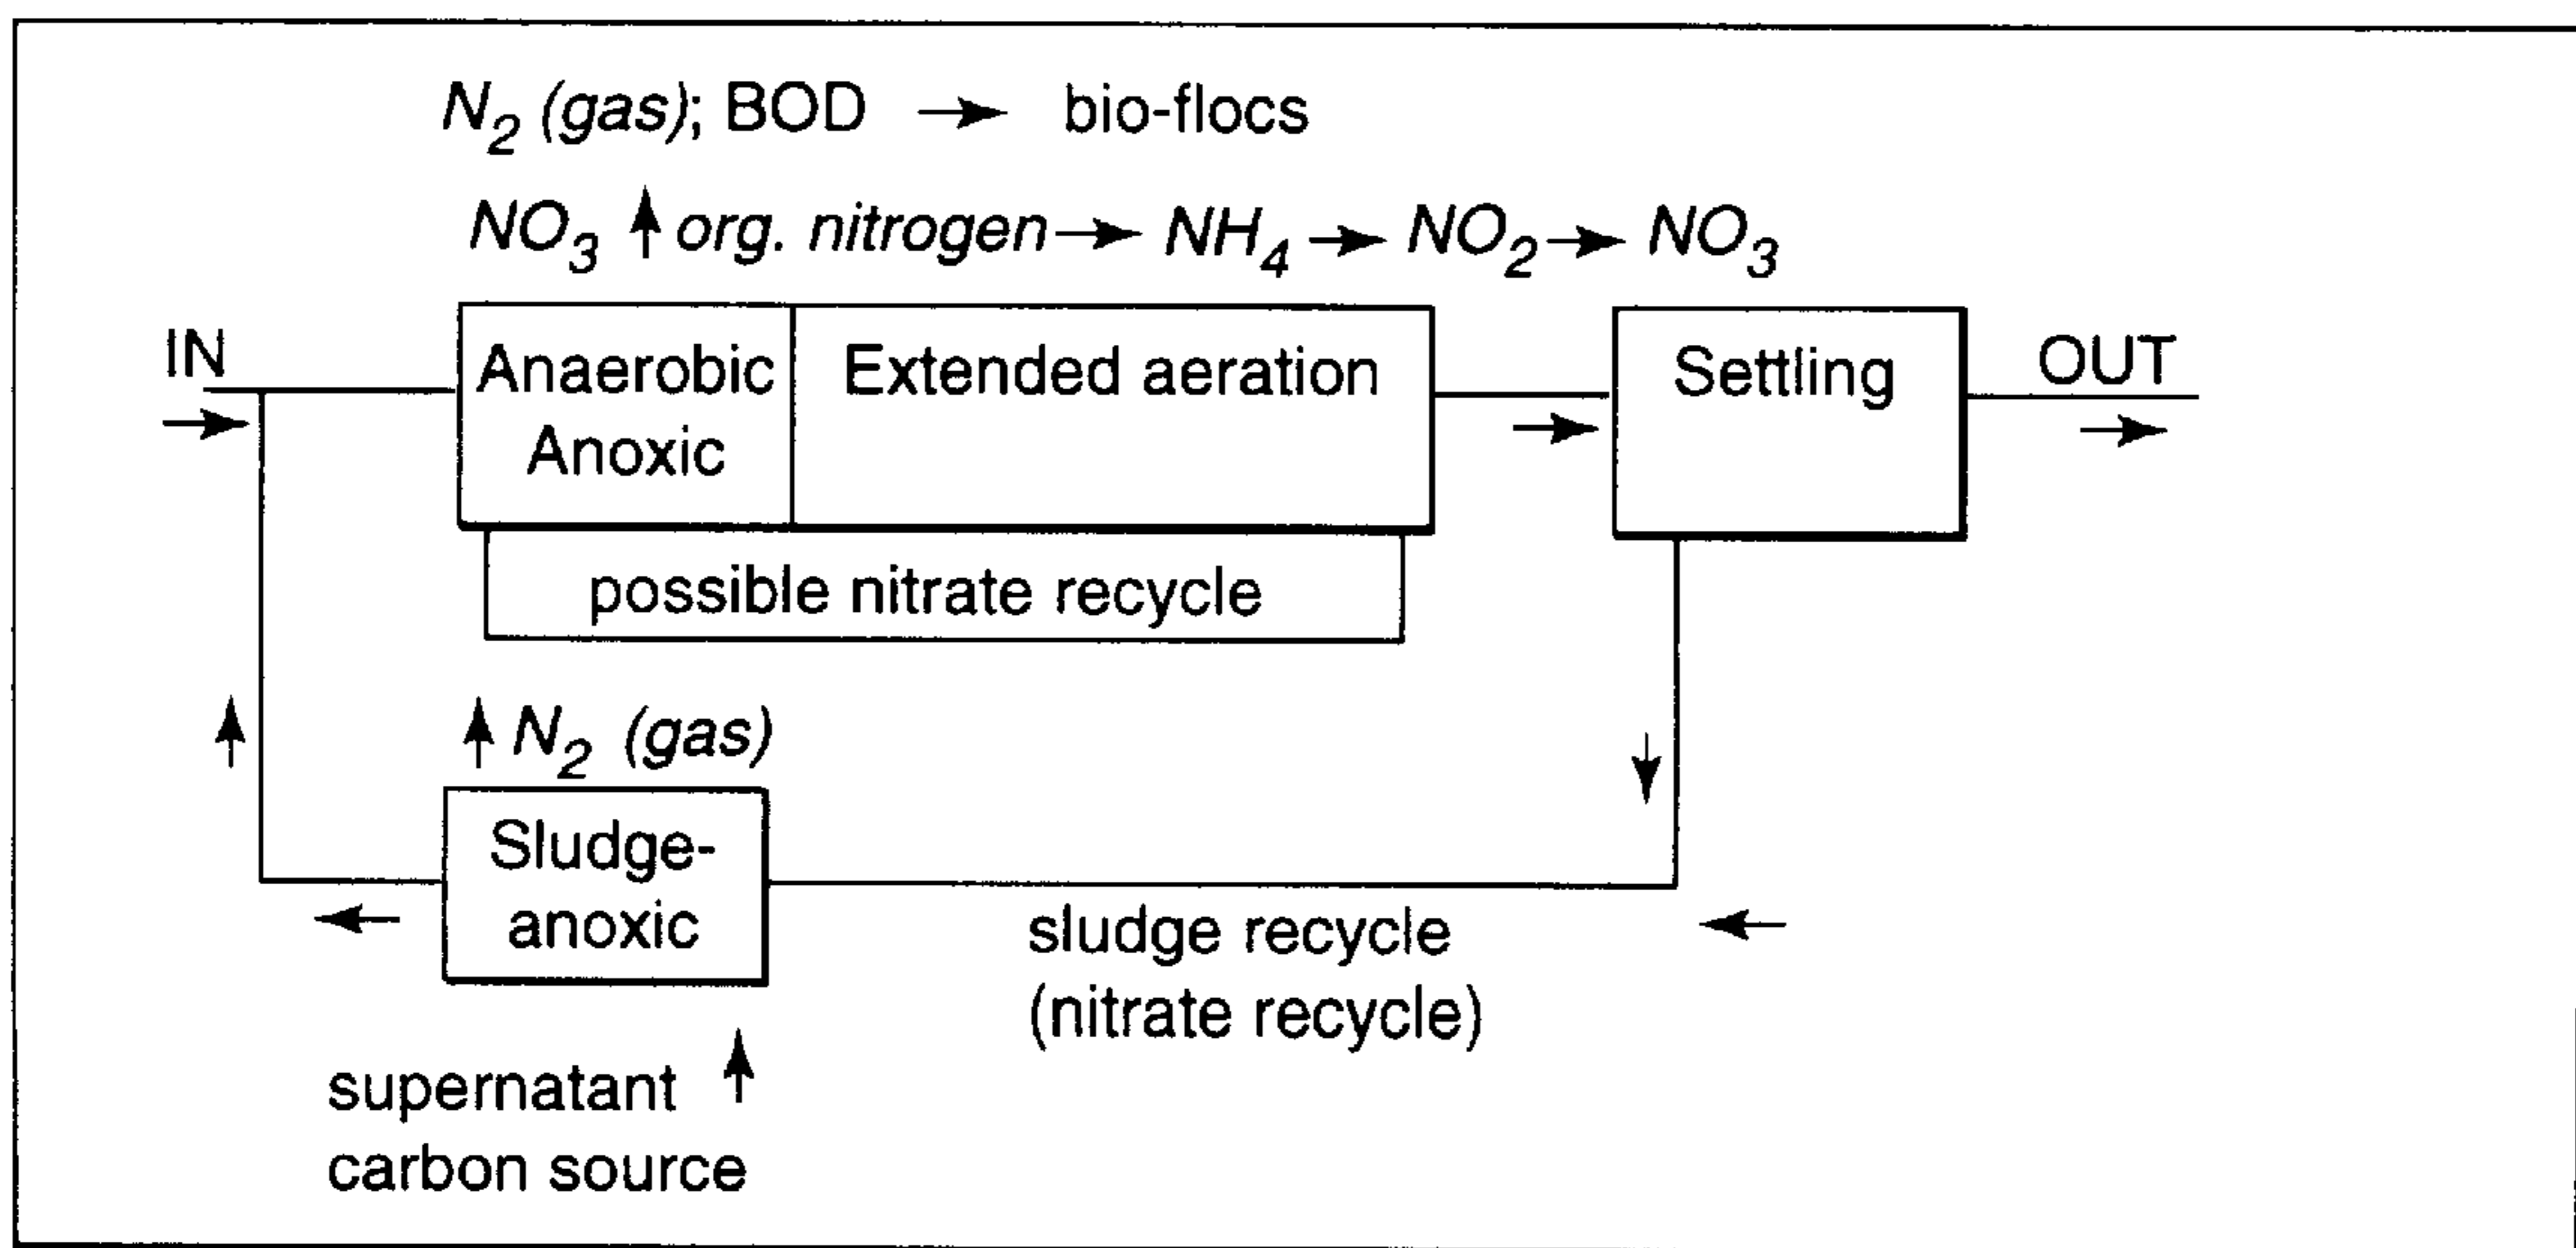 N₂ (gas); BOD → bio-flocs
NO₃ ↑ org. nitrogen → NH₄ → NO₂ → NO₃
IN
Anaerobic
Anoxic
Extended aeration
Settling
OUT
possible nitrate recycle
↑ N₂ (gas)
Sludge-
anoxic
sludge recycle
(nitrate recycle)
supernatant
carbon source